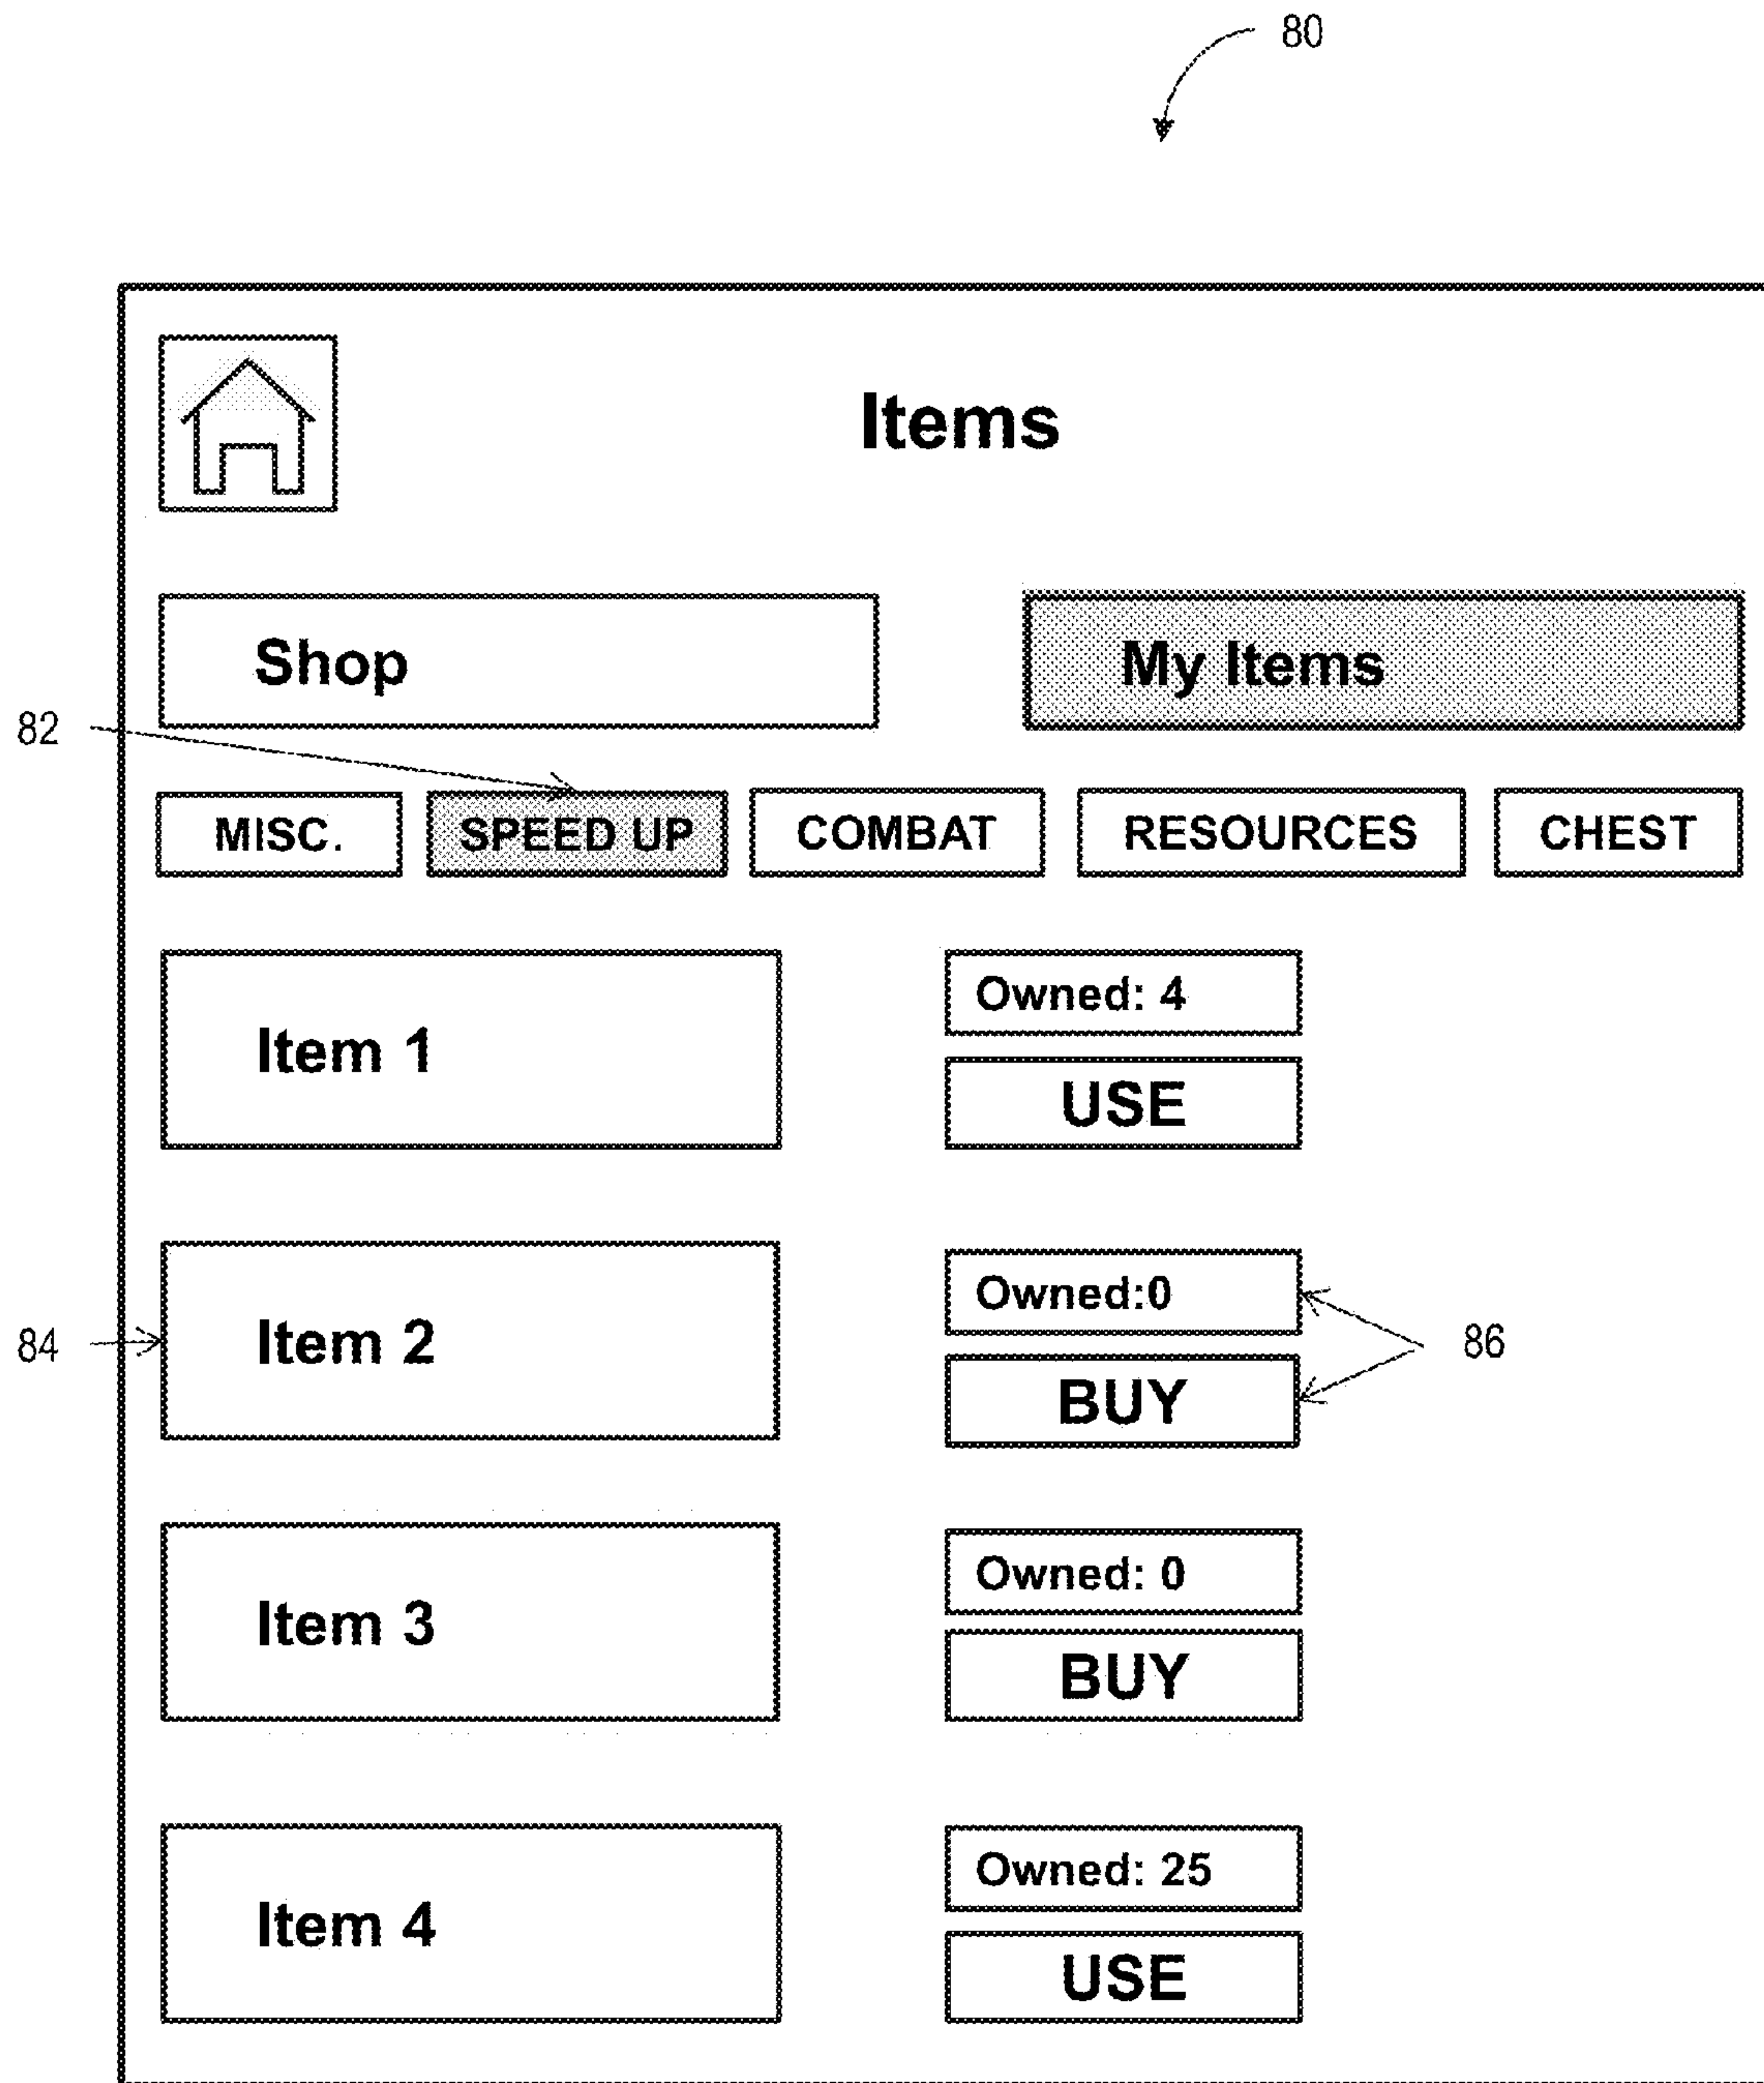 80
Items
Shop
My Items
82
MISC.
SPEED UP
COMBAT
RESOURCES
CHEST
Item 1
Owned: 4
USE
84
Item 2
Owned:0
BUY
86
Item 3
Owned: 0
BUY
Item 4
Owned: 25
USE